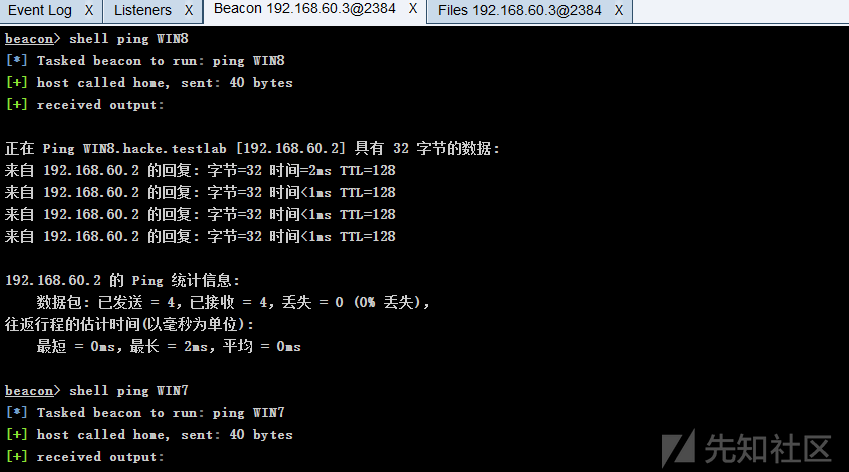 Event Log X Listeners X Beacon 192.168.60.3@2384 X Files 192.168.60.3@2384 X
beacon> shell ping WIN8
[*] Tasked beacon to run: ping WIN8
[+] host called home, sent: 40 bytes
[+] received output:
正在 Ping WIN8.hacke.testlab [192.168.60.2] 具有 32 字节的数据:
来自 192.168.60.2 的回复: 字节=32 时间=2ms TTL=128
来自 192.168.60.2 的回复: 字节=32 时间<1ms TTL=128
来自 192.168.60.2 的回复: 字节=32 时间<1ms TTL=128
来自 192.168.60.2 的回复: 字节=32 时间<1ms TTL=128
192.168.60.2 的 Ping 统计信息:
数据包: 已发送 = 4，已接收 = 4，丢失 = 0 (0% 丢失)，
往返行程的估计时间(以毫秒为单位):
最短 = 0ms，最长 = 2ms，平均 = 0ms
beacon> shell ping WIN7
[*] Tasked beacon to run: ping WIN7
[+] host called home, sent: 40 bytes
[+] received output:
先知社区